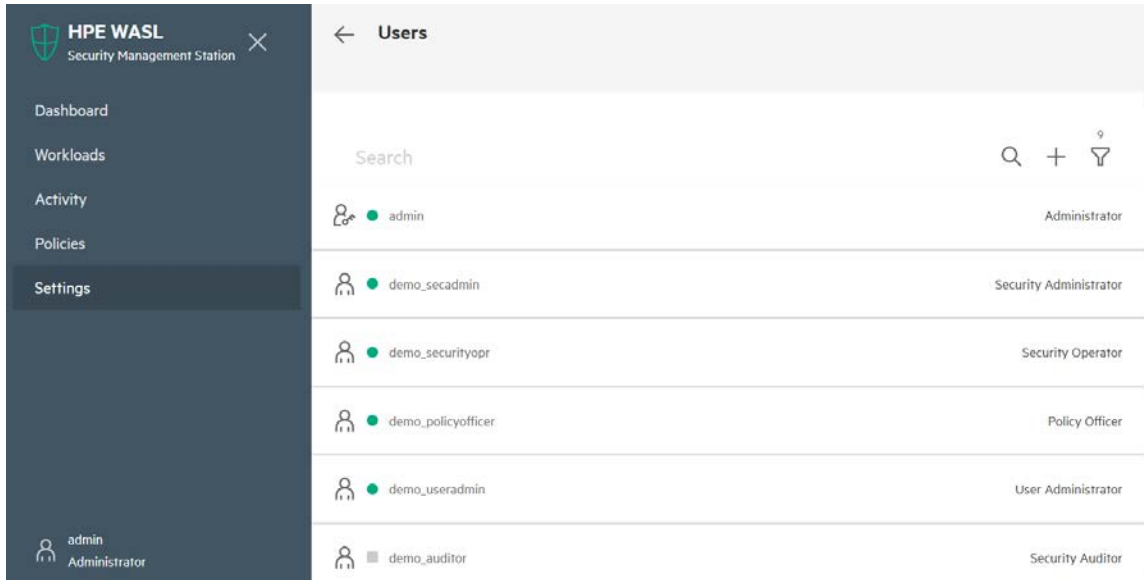 HPE WASL
Security Management Station
Dashboard
Workloads
Activity
Policies
Settings
admin
Administrator
Users
Search
9
admin
Administrator
demo_secadmin
Security Administrator
demo_securityopr
Security Operator
demo_policyofficer
Policy Officer
demo_useradmin
User Administrator
demo_auditor
Security Auditor